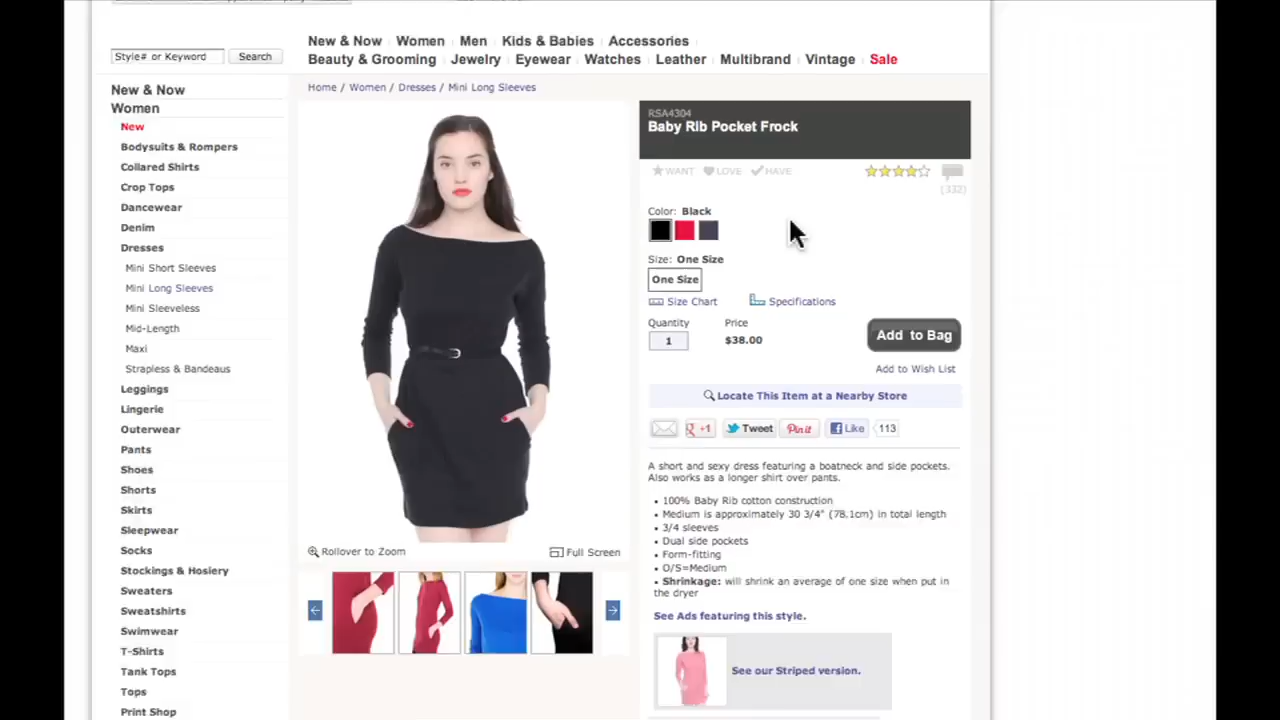 New & Now Women Men Kids & Babies Accessories
Style# or Keyword Search Beauty & Grooming Jewelry Eyewear Watches Leather Multibrand Vintage Sale
Home / Women / Dresses / Mini Long Sleeves
New & Now
Women
New
Bodysuits & Rompers
Collared Shirts
Crop Tops
Dancewear
Denim
Dresses
Mini Short Sleeves
Mini Long Sleeves
Mini Sleeveless
Mid-Length
Maxi
Strapless & Bandeaus
Leggings
Lingerie
Outerwear
Pants
Shoes
Shorts
Skirts
Sleepwear
Socks
Stockings & Hosiery
Sweaters
Sweatshirts
Swimwear
T-Shirts
Tank Tops
Tops
Print Shop
Rollover to Zoom Full Screen
RSA4304
Baby Rib Pocket Frock
WANT LOVE HAVE
(332)
Color: Black
Size: One Size
One Size
Size Chart Specifications
Quantity Price
1 $38.00 Add to Bag
Add to Wish List
Locate This Item at a Nearby Store
+1 Tweet Pin it Like 113
A short and sexy dress featuring a boatneck and side pockets.
Also works as a longer shirt over pants.
• 100% Baby Rib cotton construction
• Medium is approximately 30 3/4" (78.1cm) in total length
• 3/4 sleeves
• Dual side pockets
• Form-fitting
• O/S=Medium
• Shrinkage: will shrink an average of one size when put in
the dryer
See Ads featuring this style.
See our Striped version.